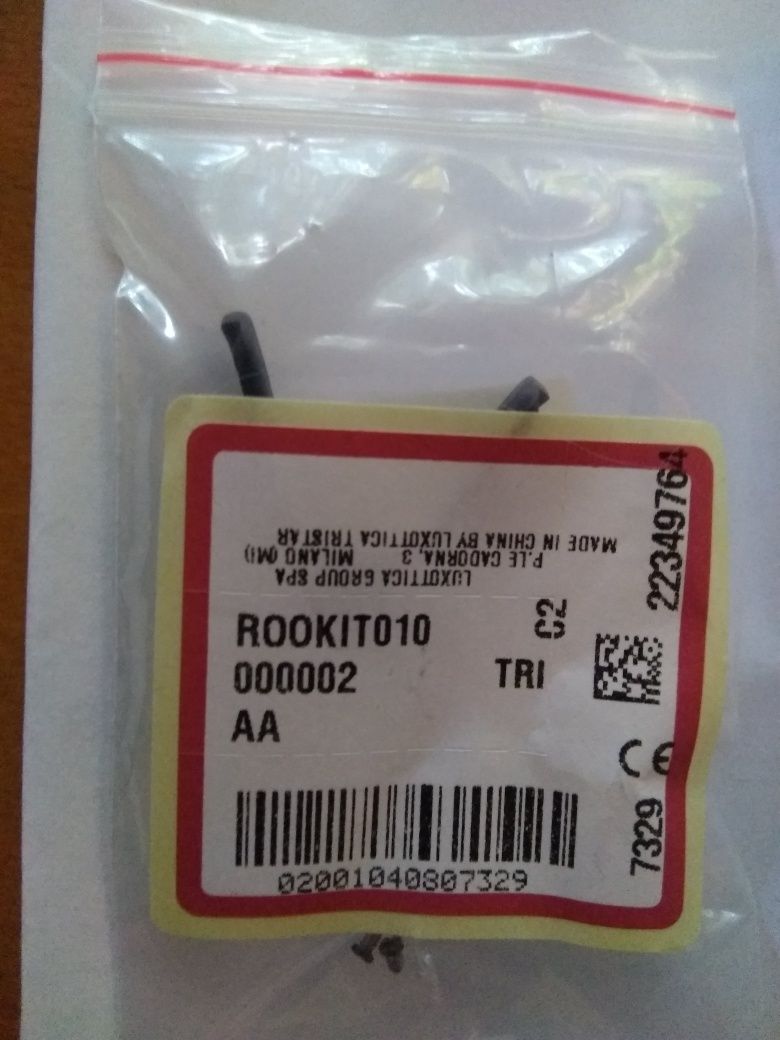 LUXOTTICA GROUP SPA
P.LE CADORNA, 3 MILANO (MI)
MADE IN CHINA BY LUXOTTICA TRISTAR
ROOKIT010
C2
000002
TRI
AA
02001040807329
22349764
CE
7329